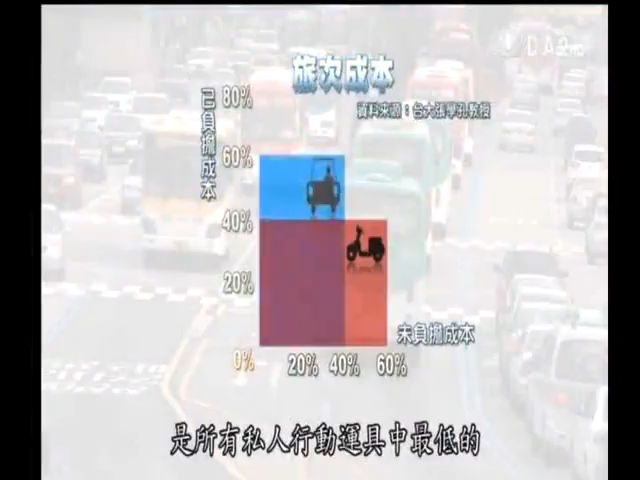 DA2HD
旅次成本
資料來源：台大張學孔教授
已負擔成本
80%
60%
40%
20%
0%
20% 40% 60%
未負擔成本
是所有私人行動運具中最低的